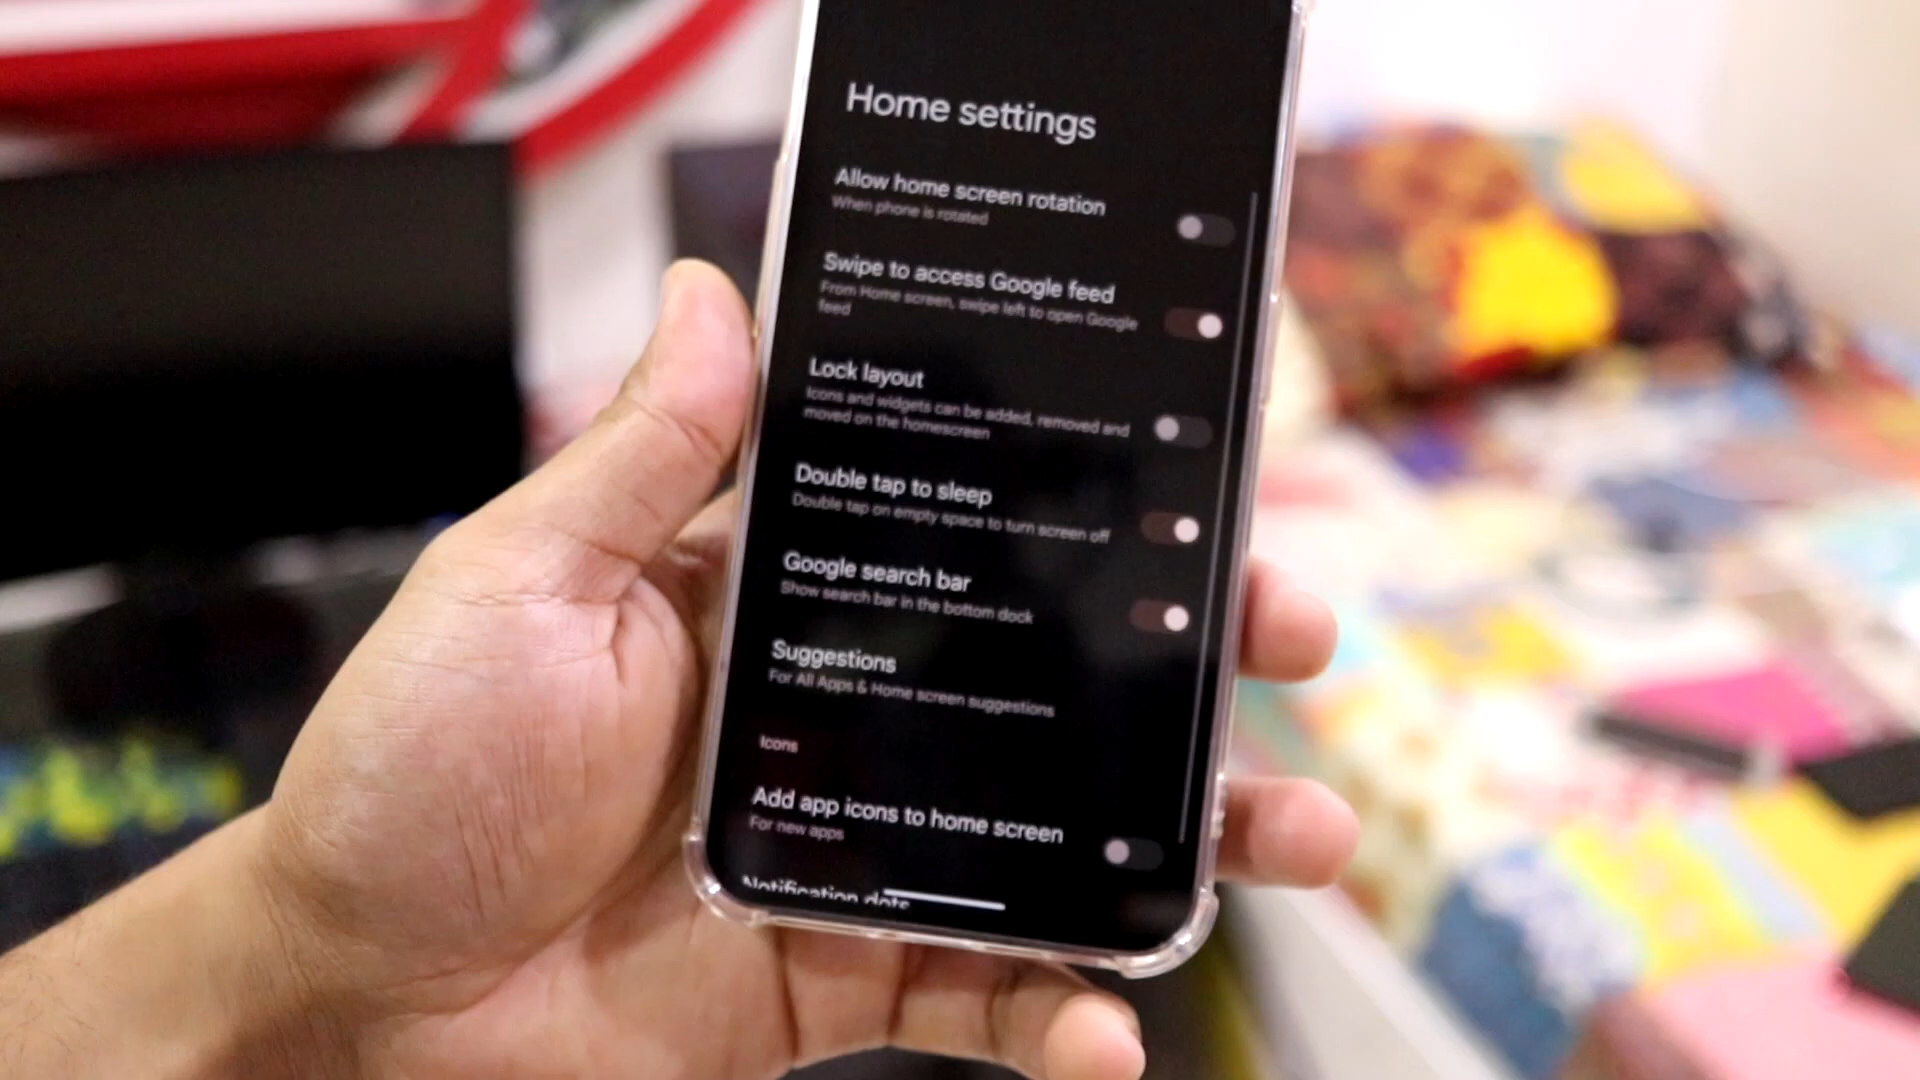 Home settings
Allow home screen rotation
When phone is rotated
Swipe to access Google feed
From Home screen, swipe left to open Google
feed
Lock layout
Icons and widgets can be added, removed and
moved on the homescreen
Double tap to sleep
Double tap on empty space to turn screen off
Google search bar
Show search bar in the bottom dock
Suggestions
For All Apps & Home screen suggestions
Icons
Add app icons to home screen
For new apps
Notification dots